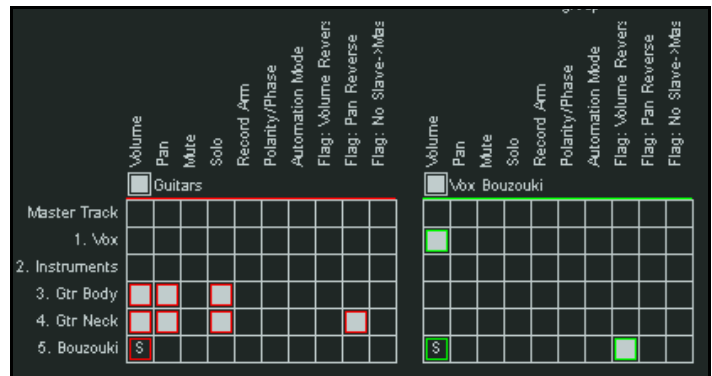 group
Volume
Pan
Mute
Solo
Record Arm
Polarity/Phase
Automation Mode
Flag: Volume Revers
Flag: Pan Reverse
Flag: No Slave->Mas
Volume
Pan
Mute
Solo
Record Arm
Polarity/Phase
Automation Mode
Flag: Volume Revers
Flag: Pan Reverse
Flag: No Slave->Mas
Guitars
Vox Bouzouki
Master Track
1. Vox
2. Instruments
3. Gtr Body
4. Gtr Neck
5. Bouzouki S S